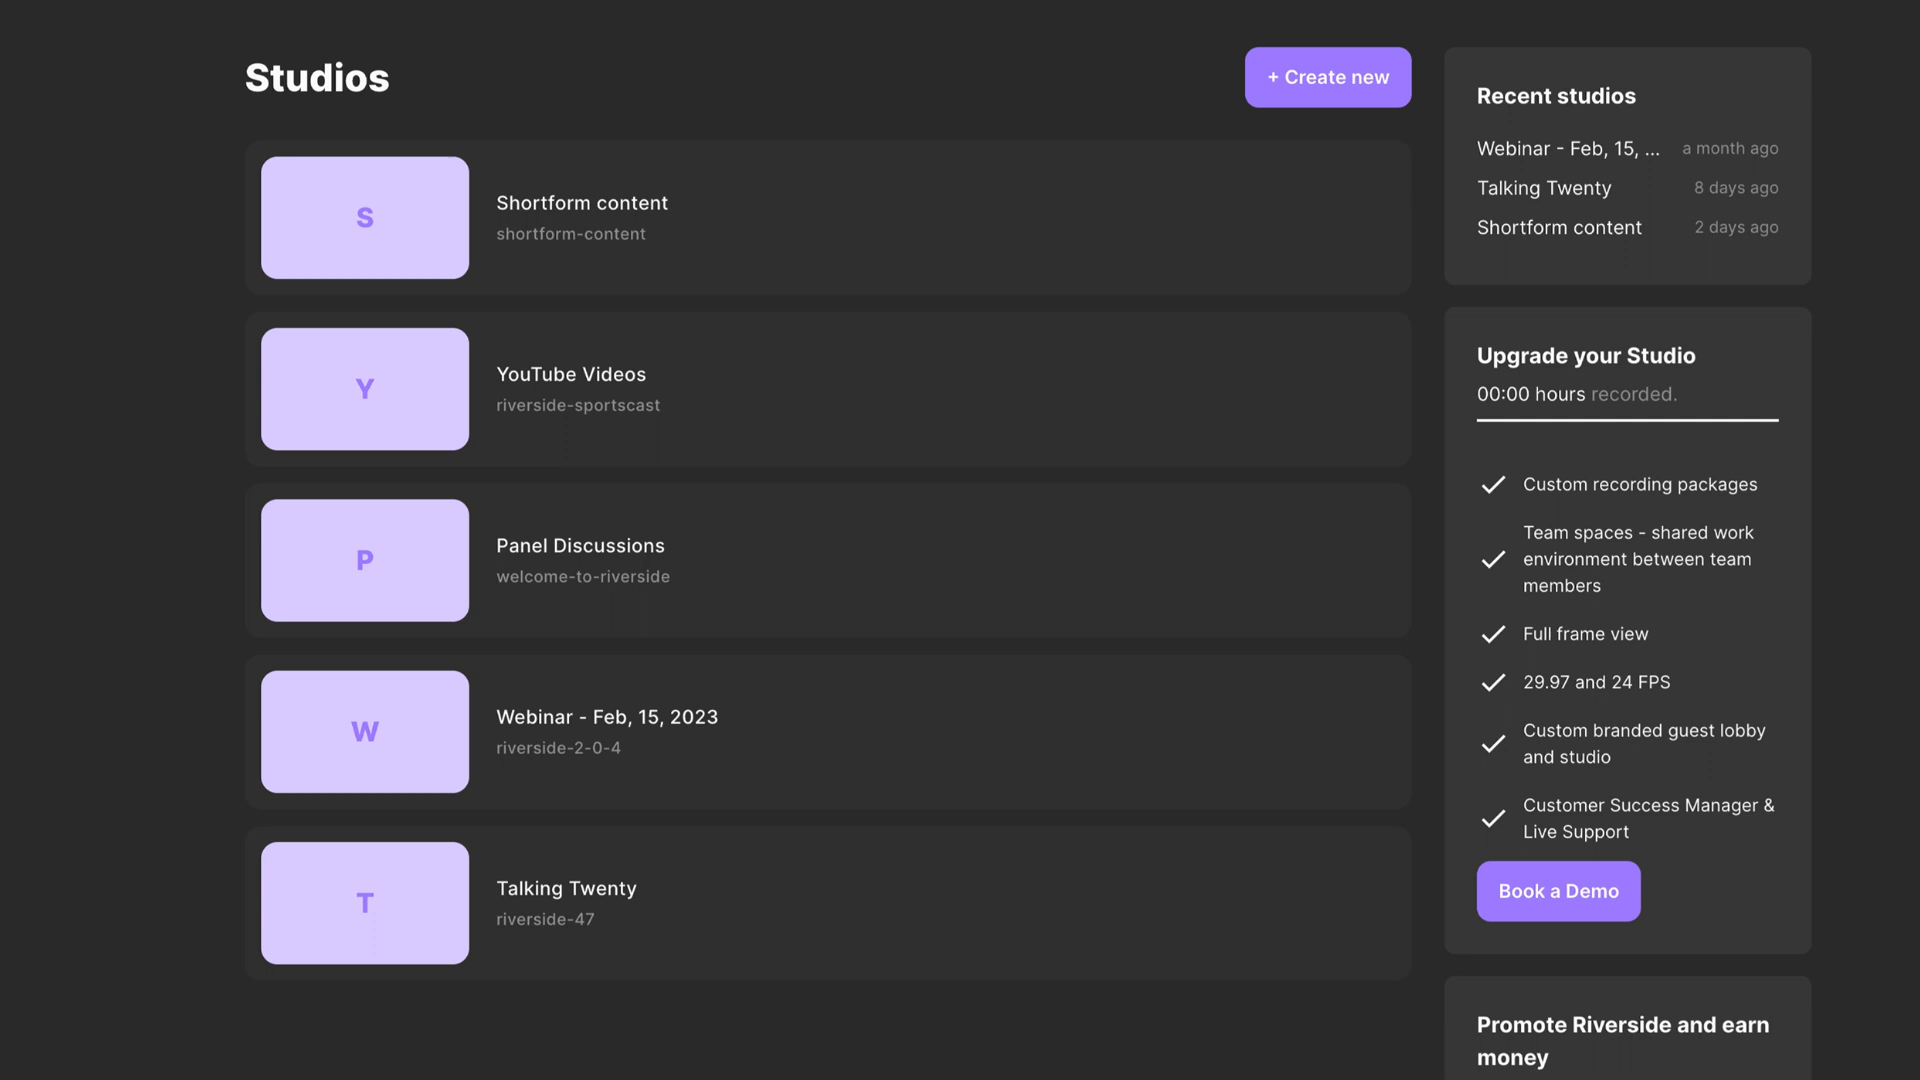 Studios
+ Create new
S
Shortform content
shortform-content
Y
YouTube Videos
riverside-sportscast
P
Panel Discussions
welcome-to-riverside
W
Webinar - Feb, 15, 2023
riverside-2-0-4
T
Talking Twenty
riverside-47
Recent studios
Webinar - Feb, 15, ... a month ago
Talking Twenty 8 days ago
Shortform content 2 days ago
Upgrade your Studio
00:00 hours recorded.
Custom recording packages
Team spaces - shared work
environment between team
members
Full frame view
29.97 and 24 FPS
Custom branded guest lobby
and studio
Customer Success Manager &
Live Support
Book a Demo
Promote Riverside and earn
money